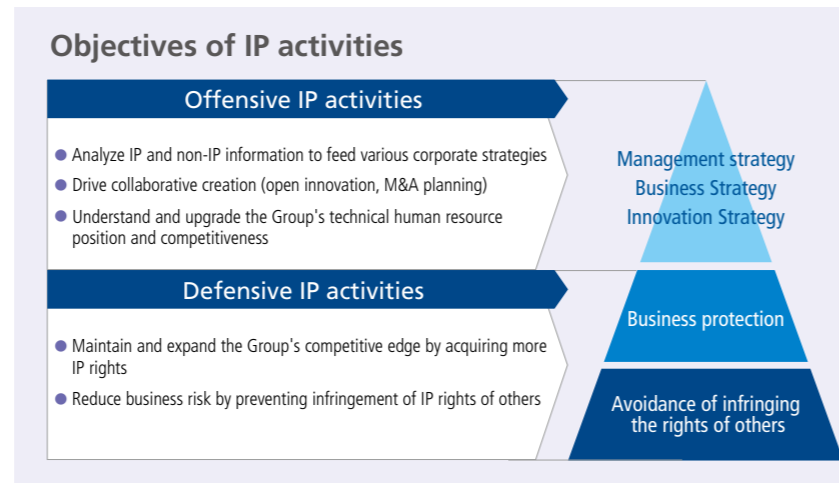 Objectives of IP activities
Offensive IP activities
● Analyze IP and non-IP information to feed various corporate strategies
● Drive collaborative creation (open innovation, M&A planning)
● Understand and upgrade the Group's technical human resource
position and competitiveness
Management strategy
Business Strategy
Innovation Strategy
Defensive IP activities
● Maintain and expand the Group's competitive edge by acquiring more
IP rights
● Reduce business risk by preventing infringement of IP rights of others
Business protection
Avoidance of infringing
the rights of others